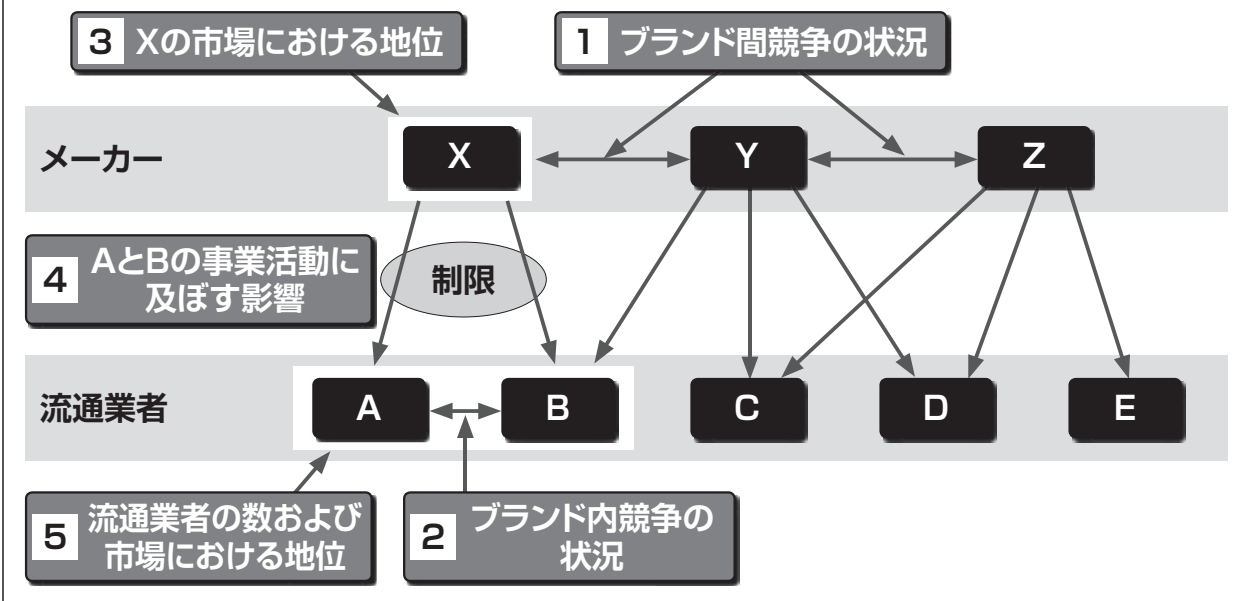 3 Xの市場における地位
1 ブランド間競争の状況
メーカー
X
Y
Z
4 AとBの事業活動に
及ぼす影響
制限
流通業者
A
B
C
D
E
5 流通業者の数および
市場における地位
2 ブランド内競争の
状況